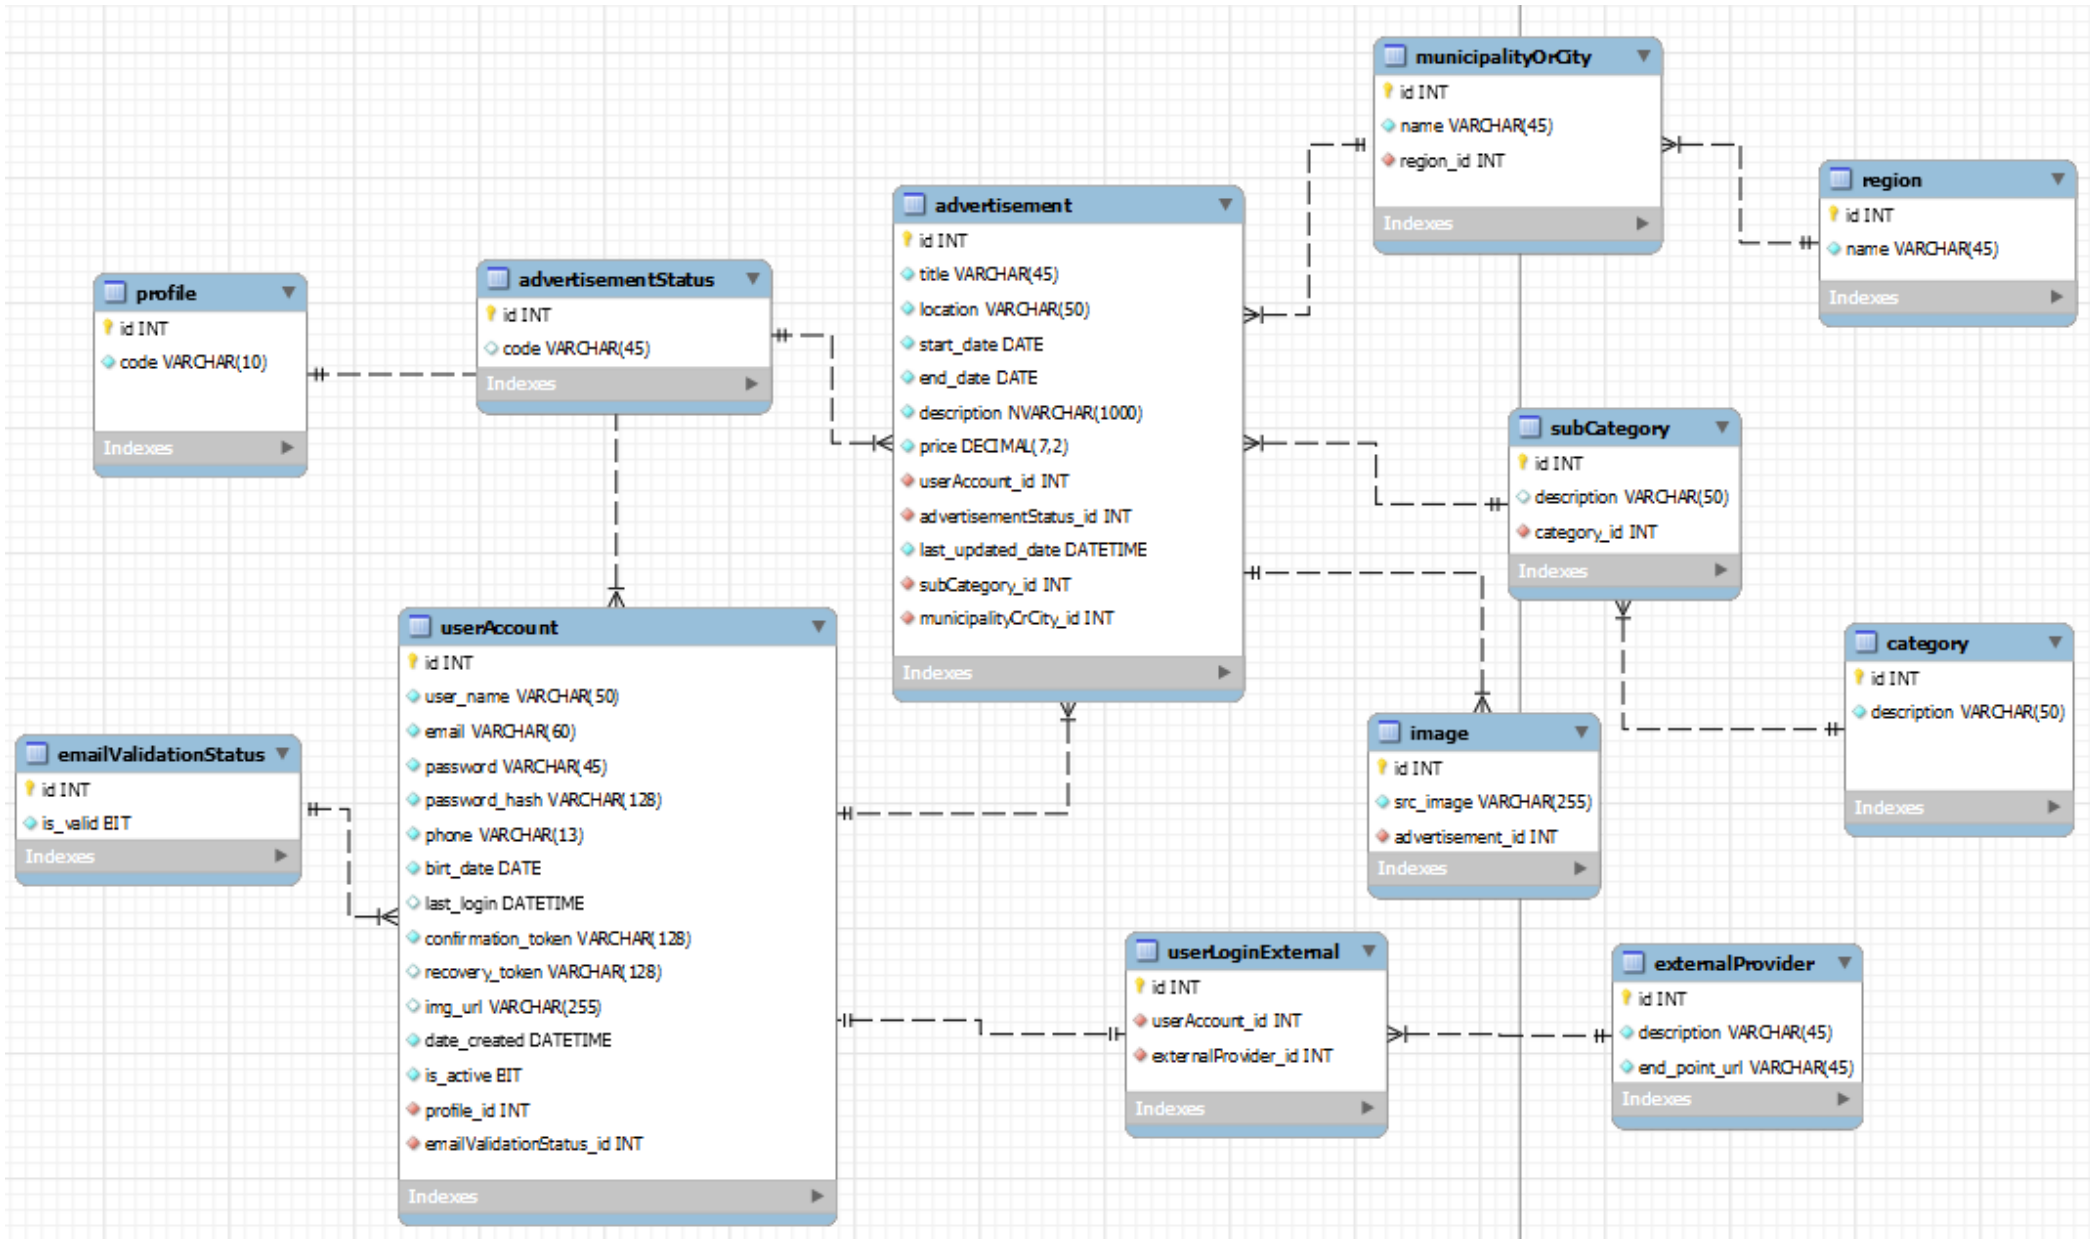 municipalityOrCity
id INT
name VARCHAR(45)
region_id INT
Indexes
region
id INT
name VARCHAR(45)
Indexes
advertisement
id INT
title VARCHAR(45)
location VARCHAR(50)
start_date DATE
end_date DATE
description NVARCHAR(1000)
price DECIMAL(7,2)
userAccount_id INT
advertisementStatus_id INT
last_updated_date DATETIME
subCategory_id INT
municipalityOrCity_id INT
Indexes
advertisementStatus
id INT
code VARCHAR(45)
Indexes
profile
id INT
code VARCHAR(10)
Indexes
subCategory
id INT
description VARCHAR(50)
category_id INT
Indexes
category
id INT
description VARCHAR(50)
Indexes
userAccount
id INT
user_name VARCHAR(50)
email VARCHAR(60)
password VARCHAR(45)
password_hash VARCHAR(128)
phone VARCHAR(13)
birt_date DATE
last_login DATETIME
confirmation_token VARCHAR(128)
recovery_token VARCHAR(128)
img_url VARCHAR(255)
date_created DATETIME
is_active BIT
profile_id INT
emailValidationStatus_id INT
Indexes
emailValidationStatus
id INT
is_valid BIT
Indexes
image
id INT
src_image VARCHAR(255)
advertisement_id INT
Indexes
userLoginExternal
id INT
userAccount_id INT
externalProvider_id INT
Indexes
externalProvider
id INT
description VARCHAR(45)
end_point_url VARCHAR(45)
Indexes